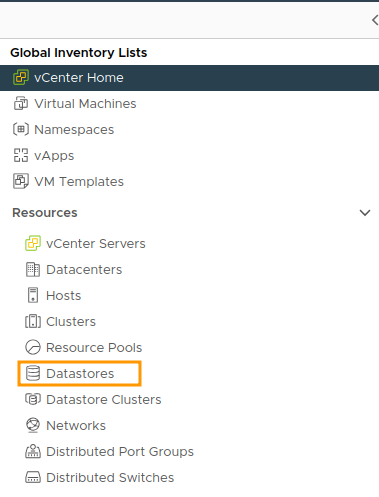 Global Inventory Lists
vCenter Home
Virtual Machines
Namespaces
vApps
VM Templates
Resources
vCenter Servers
Datacenters
Hosts
Clusters
Resource Pools
Datastores
Datastore Clusters
Networks
Distributed Port Groups
Distributed Switches